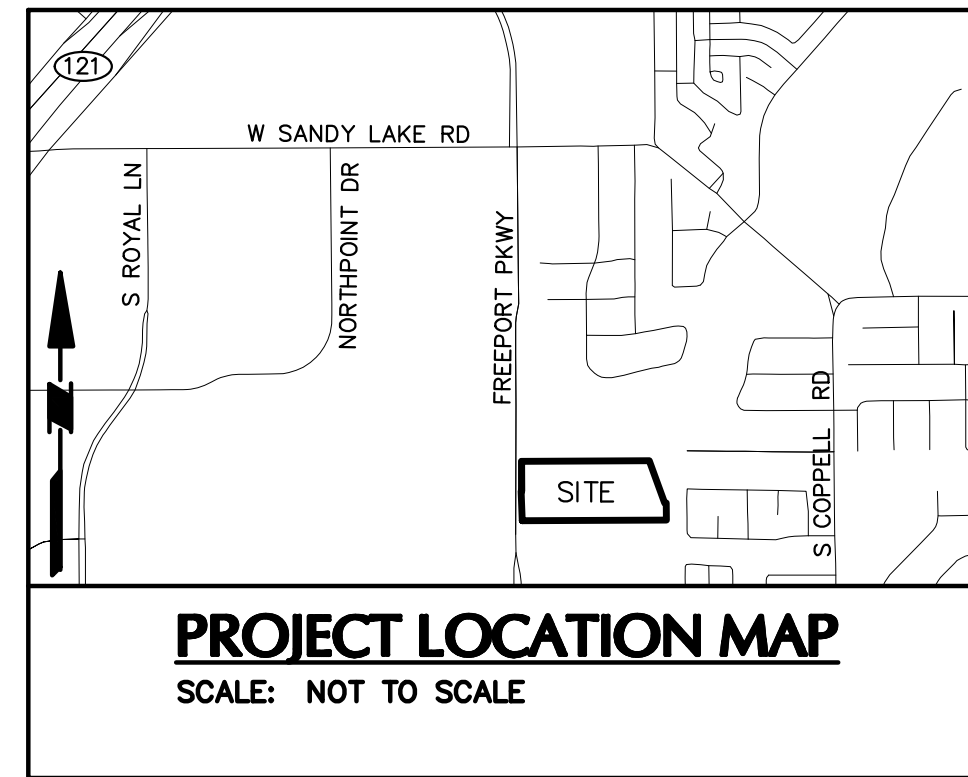 121
W SANDY LAKE RD
S ROYAL LN
NORTHPOINT DR
FREEPORT PKWY
S COPPELL RD
SITE
N
PROJECT LOCATION MAP
SCALE: NOT TO SCALE